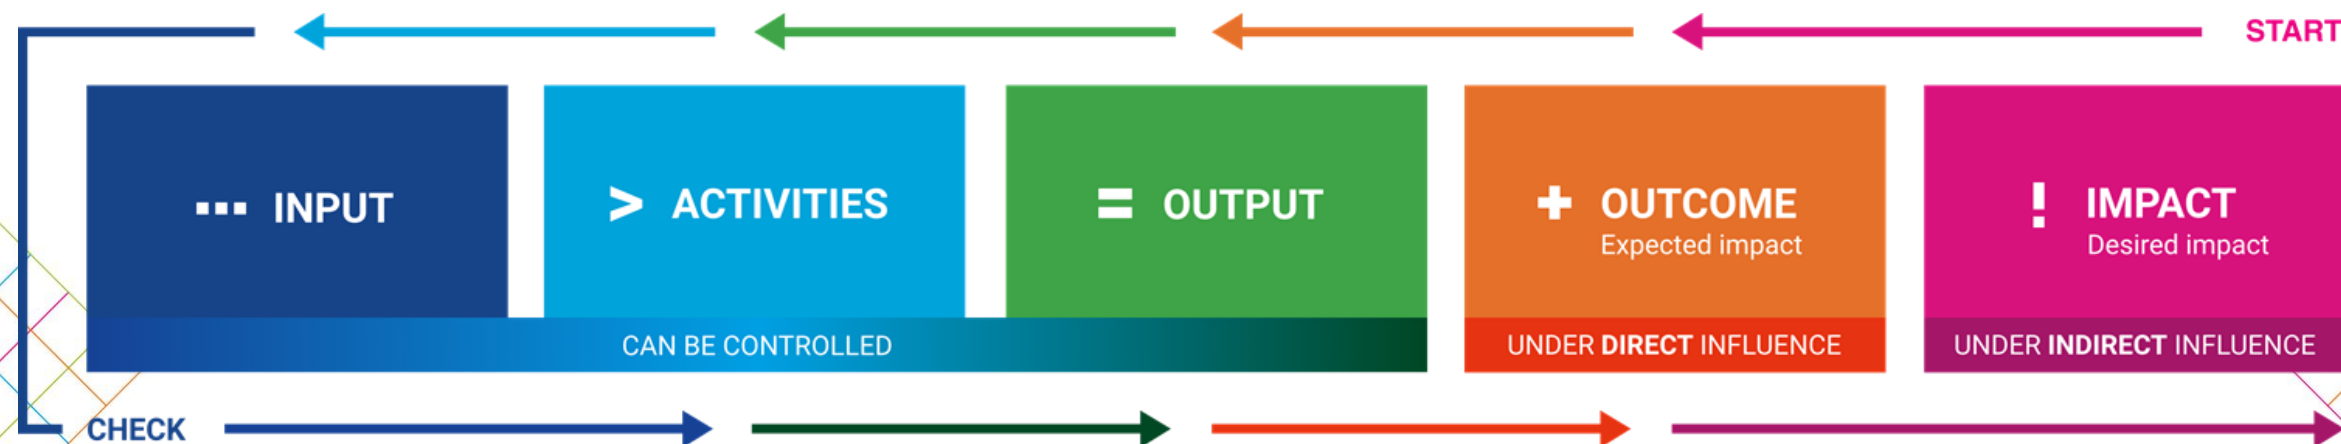 START
INPUT
> ACTIVITIES
= OUTPUT
+ OUTCOME
Expected impact
! IMPACT
Desired impact
CAN BE CONTROLLED
UNDER DIRECT INFLUENCE
UNDER INDIRECT INFLUENCE
CHECK